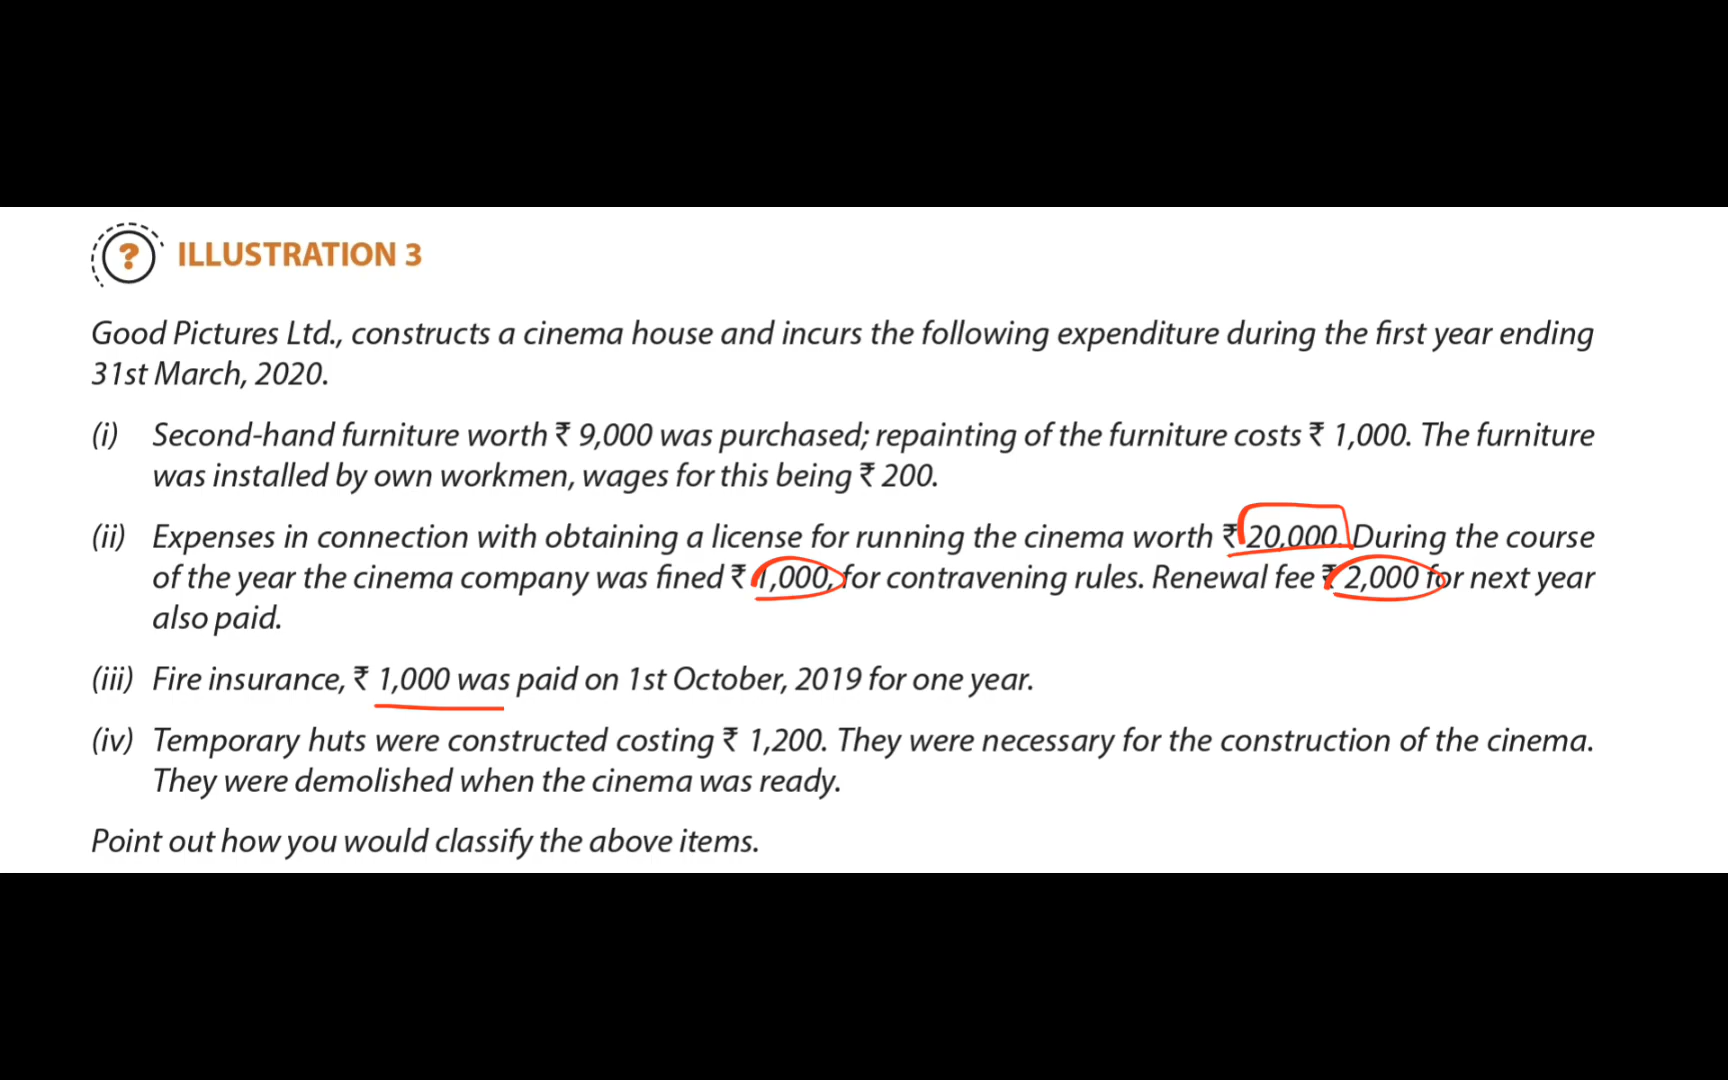 ? ILLUSTRATION 3
Good Pictures Ltd., constructs a cinema house and incurs the following expenditure during the first year ending
31st March, 2020.
(i) Second-hand furniture worth ₹ 9,000 was purchased; repainting of the furniture costs ₹ 1,000. The furniture
was installed by own workmen, wages for this being ₹ 200.
(ii) Expenses in connection with obtaining a license for running the cinema worth ₹ 20,000. During the course
of the year the cinema company was fined ₹ 1,000, for contravening rules. Renewal fee ₹ 2,000 for next year
also paid.
(iii) Fire insurance, ₹ 1,000 was paid on 1st October, 2019 for one year.
(iv) Temporary huts were constructed costing ₹ 1,200. They were necessary for the construction of the cinema.
They were demolished when the cinema was ready.
Point out how you would classify the above items.